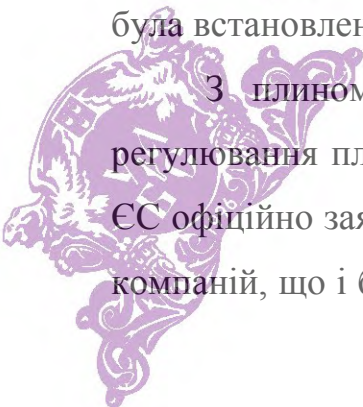 була встановлен
З плином
регулювання пл
ЄС офіційно зая
компаній, що і б